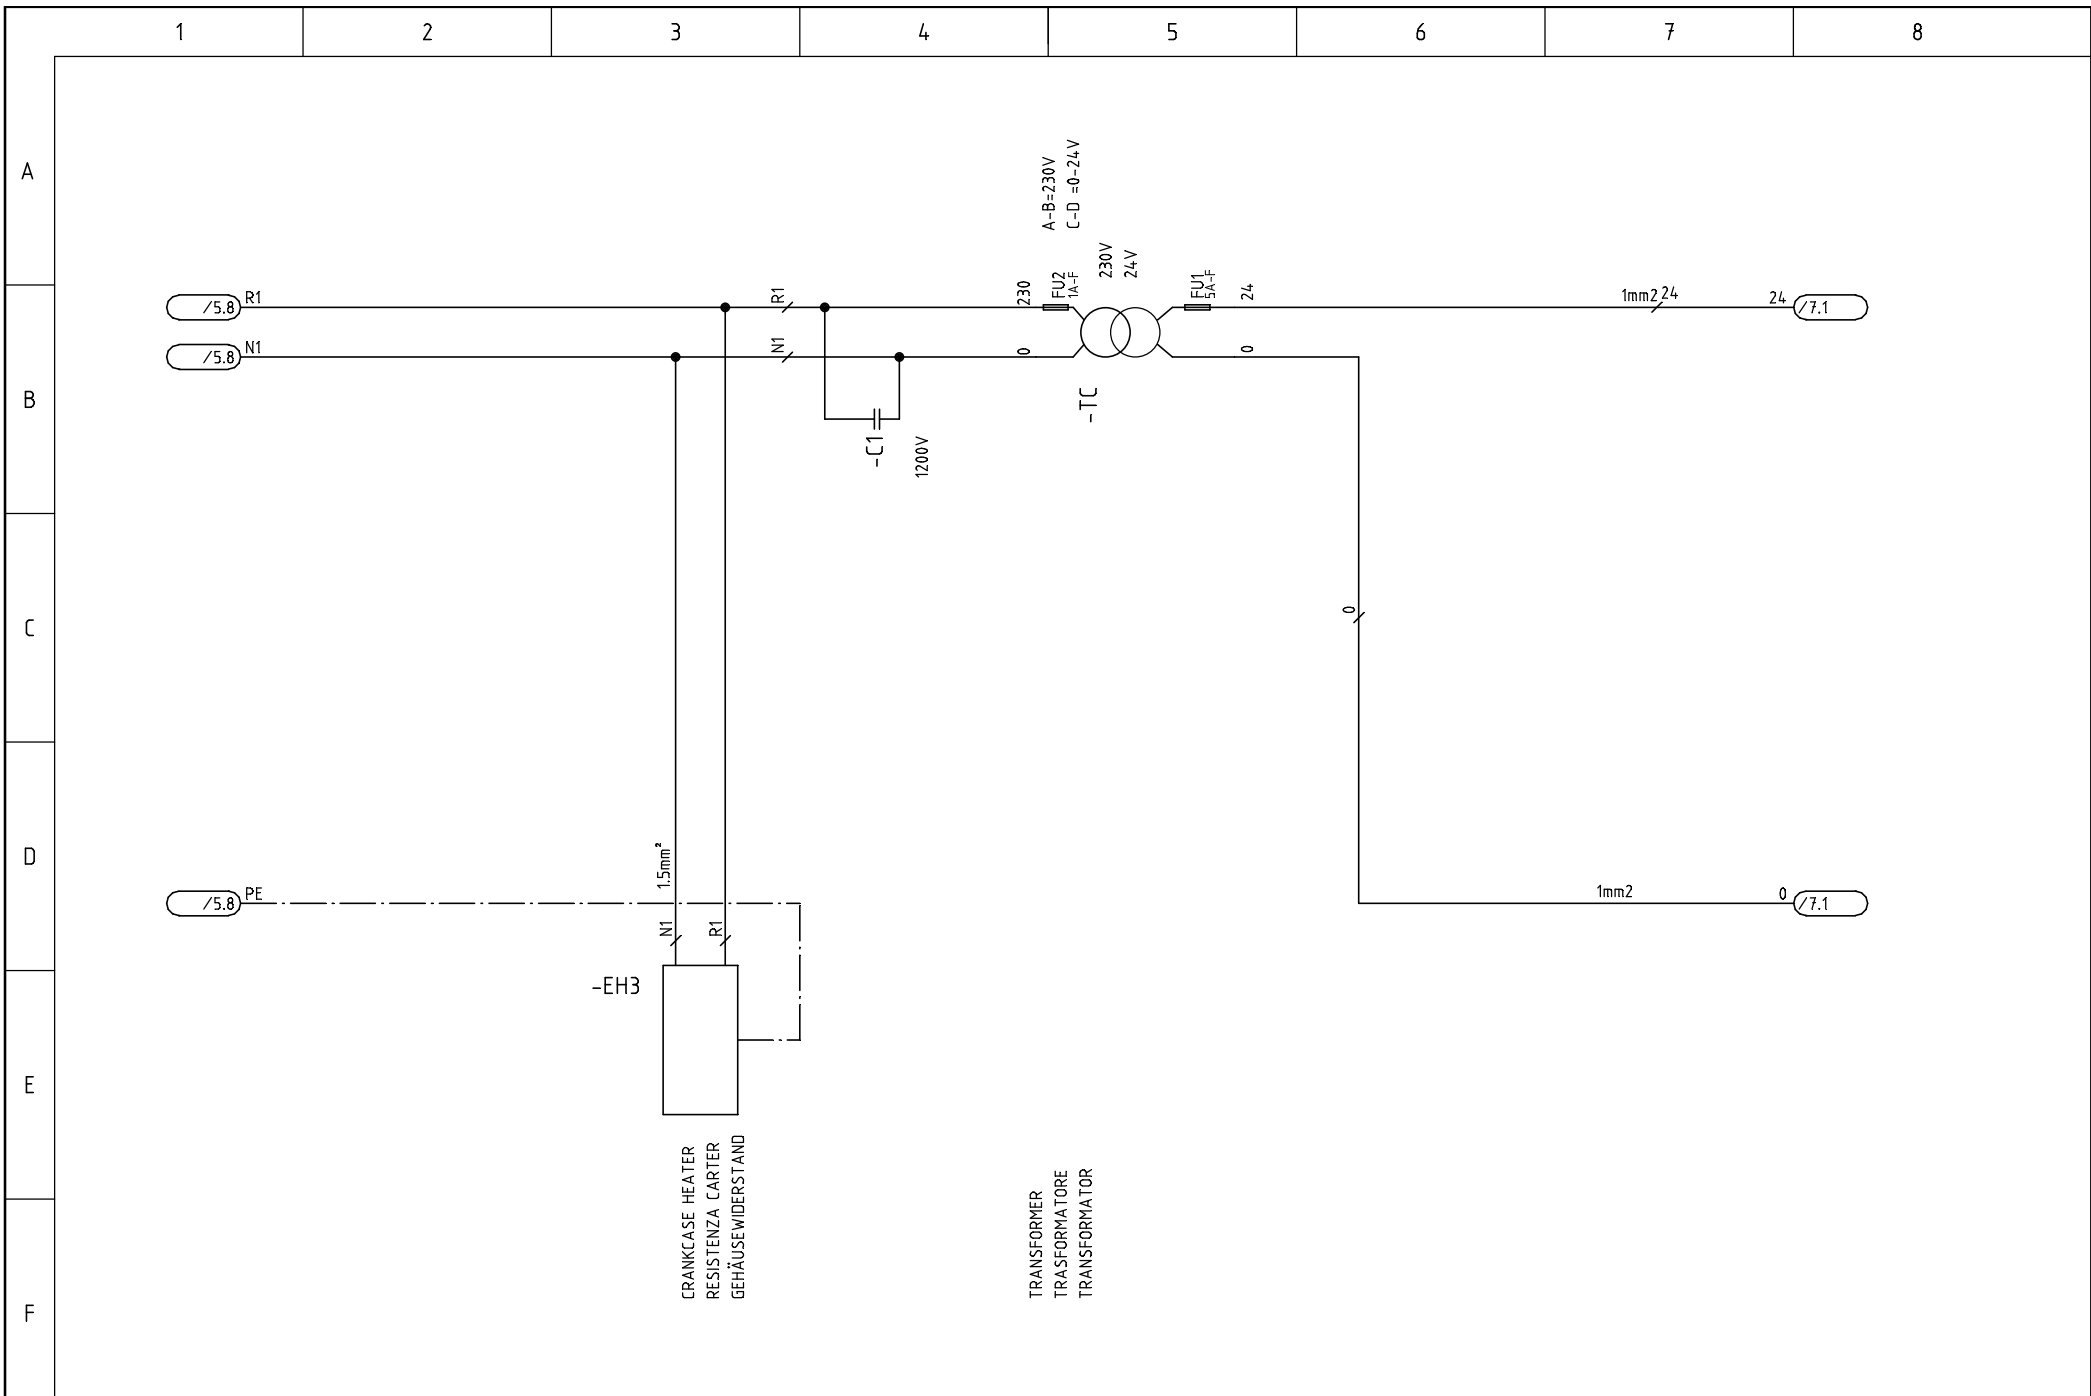 1 2 3 4 5 6 7 8
A
B
C
D
E
F
A-B=230V
C-D =0-24V
230V
24V
/5.8 R1
R1
230
FU2
1A-F
FU1
5A-F
24
1mm2 24
24 /7.1
/5.8 N1
N1
0
0
-TC
-C1
1200V
0
1.5mm²
/5.8 PE
N1
R1
1mm2
0 /7.1
-EH3
CRANKCASE HEATER
RESISTENZA CARTER
GEHÄUSEWIDERSTAND
TRANSFORMER
TRASFORMATORE
TRANSFORMATOR